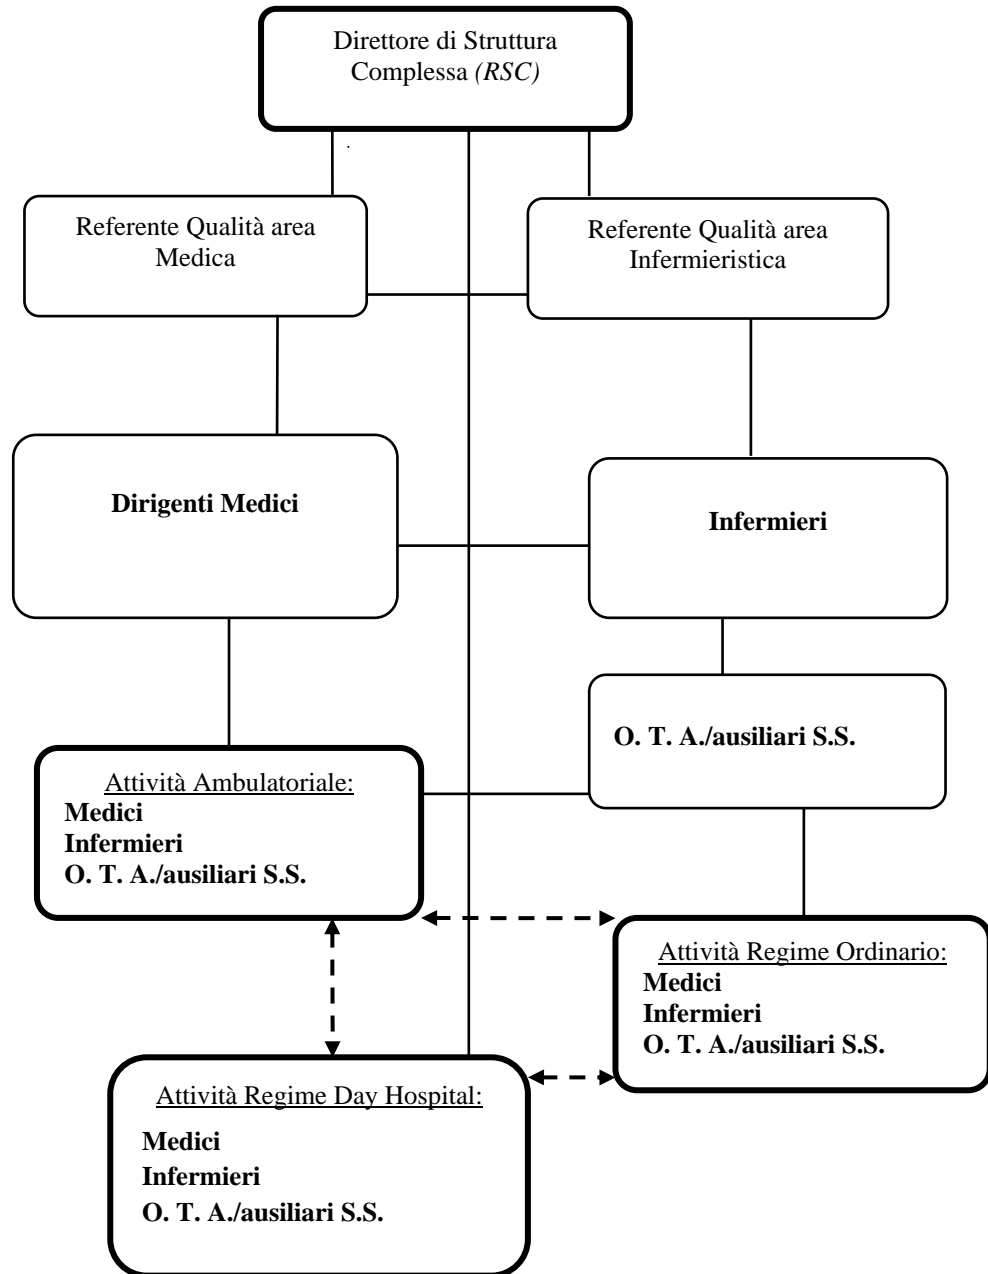 Direttore di Struttura
Complessa (RSC)
.
Referente Qualità area
Medica
Referente Qualità area
Infermieristica
Dirigenti Medici
Infermieri
O. T. A./ausiliari S.S.
Attività Ambulatoriale:
Medici
Infermieri
O. T. A./ausiliari S.S.
Attività Regime Ordinario:
Medici
Infermieri
O. T. A./ausiliari S.S.
Attività Regime Day Hospital:
Medici
Infermieri
O. T. A./ausiliari S.S.